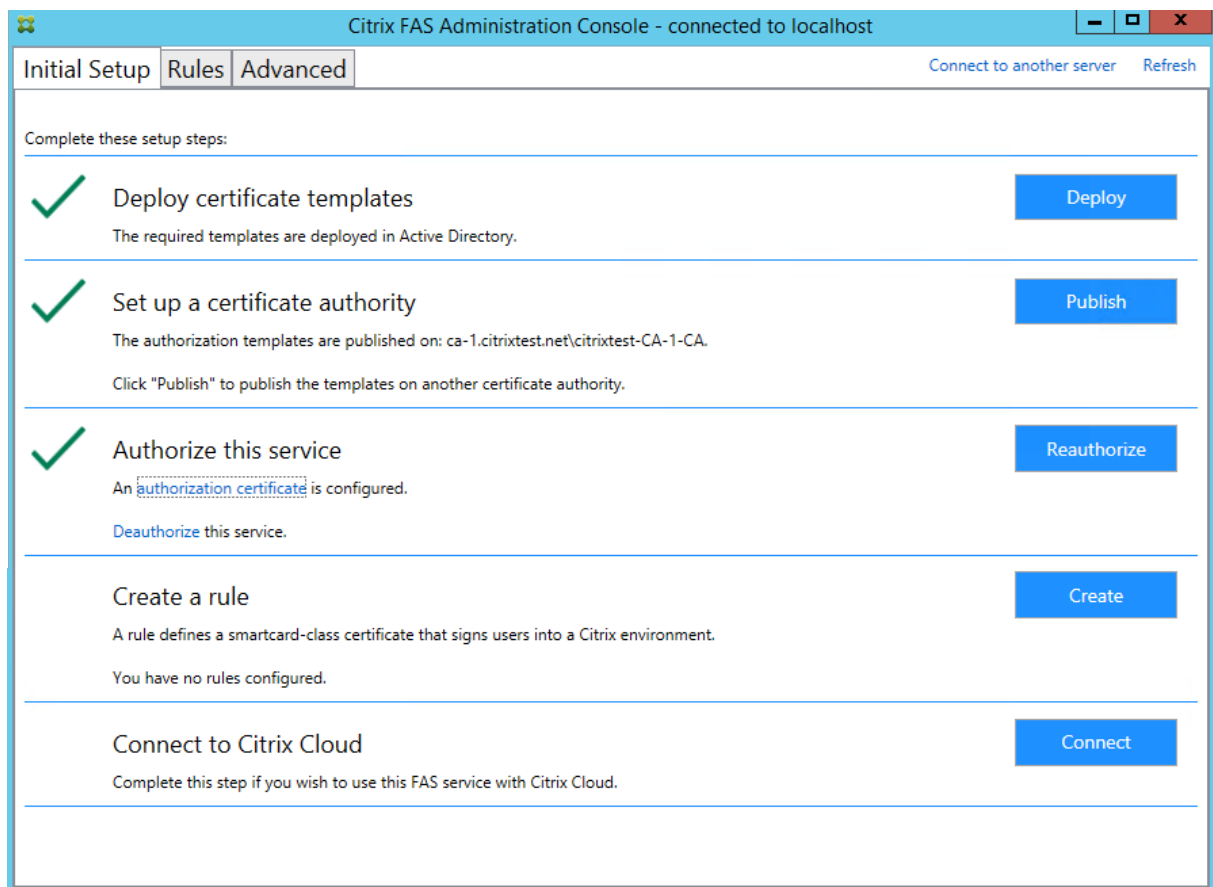 Citrix FAS Administration Console - connected to localhost
Initial Setup Rules Advanced Connect to another server Refresh
Complete these setup steps:
Deploy certificate templates Deploy
The required templates are deployed in Active Directory.
Set up a certificate authority Publish
The authorization templates are published on: ca-1.citrixtest.net\citrixtest-CA-1-CA.
Click "Publish" to publish the templates on another certificate authority.
Authorize this service Reauthorize
An authorization certificate is configured.
Deauthorize this service.
Create a rule Create
A rule defines a smartcard-class certificate that signs users into a Citrix environment.
You have no rules configured.
Connect to Citrix Cloud Connect
Complete this step if you wish to use this FAS service with Citrix Cloud.